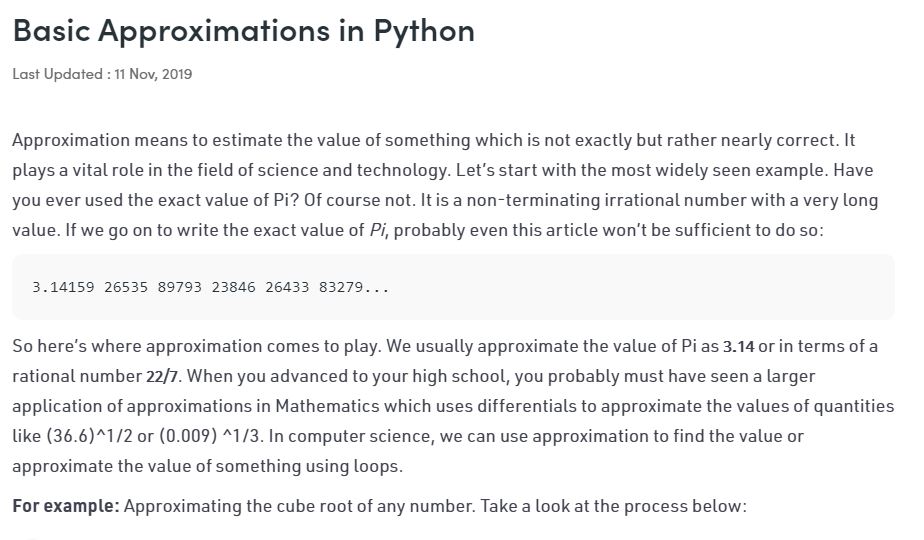 Basic Approximations in Python
Last Updated : 11 Nov, 2019
Approximation means to estimate the value of something which is not exactly but rather nearly correct. It
plays a vital role in the field of science and technology. Let's start with the most widely seen example. Have
you ever used the exact value of Pi? Of course not. It is a non-terminating irrational number with a very long
value. If we go on to write the exact value of Pi, probably even this article won't be sufficient to do so:
3.14159 26535 89793 23846 26433 83279...
So here's where approximation comes to play. We usually approximate the value of Pi as 3.14 or in terms of a
rational number 22/7. When you advanced to your high school, you probably must have seen a larger
application of approximations in Mathematics which uses differentials to approximate the values of quantities
like (36.6)^1/2 or (0.009) ^1/3. In computer science, we can use approximation to find the value or
approximate the value of something using loops.
For example: Approximating the cube root of any number. Take a look at the process below: